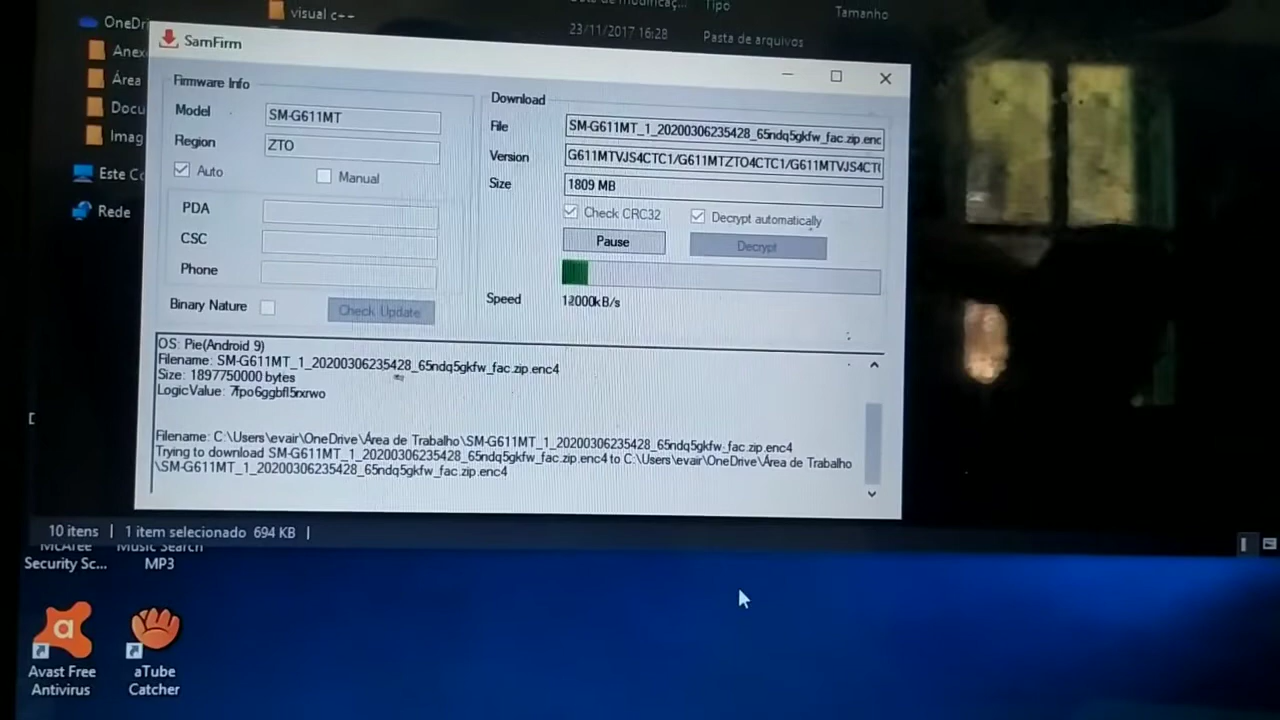 visual c++
Tipo
Tamanho
23/11/2017 16:28
Pasta de arquivos
OneDri
Anex
Área
Docu
Imag
Este Co
Rede
SamFirm
Firmware Info
Model
SM-G611MT
Region
ZTO
Auto
Manual
PDA
CSC
Phone
Binary Nature
Check Update
Download
File
SM-G611MT_1_20200306235428_65ndq5gkfw_fac.zip.enc
Version
G611MTVJS4CTC1/G611MTZTO4CTC1/G611MTVJS4CT
Size
1809 MB
Check CRC32
Decrypt automatically
Pause
Decrypt
Speed
12000kB/s
OS: Pie(Android 9)
Filename: SM-G611MT_1_20200306235428_65ndq5gkfw_fac.zip.enc4
Size: 1897750000 bytes
LogicValue: 7fpo6ggbfl5rxrwo
Filename: C:\Users\evair\OneDrive\Área de Trabalho\SM-G611MT_1_20200306235428_65ndq5gkfw_fac.zip.enc4
Trying to download SM-G611MT_1_20200306235428_65ndq5gkfw_fac.zip.enc4 to C:\Users\evair\OneDrive\Área de Trabalho
\SM-G611MT_1_20200306235428_65ndq5gkfw_fac.zip.enc4
10 itens | 1 item selecionado 694 KB |
McAfee
Security Sc...
Music Search
MP3
Avast Free
Antivirus
aTube
Catcher